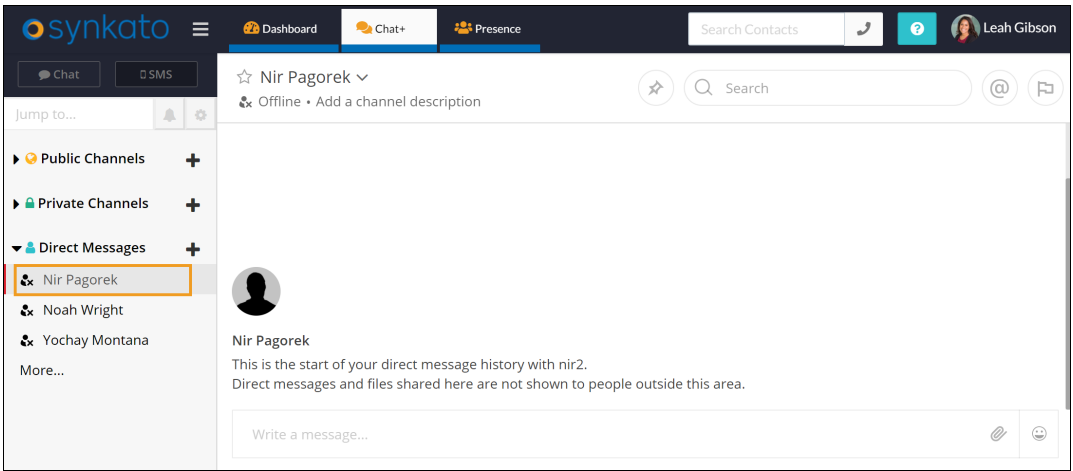 synkato
Dashboard
Chat+
Presence
Search Contacts
?
Leah Gibson
Chat
SMS
Nir Pagorek
Offline • Add a channel description
Search
@
Jump to...
Public Channels +
Private Channels +
Direct Messages +
Nir Pagorek
Noah Wright
Yochay Montana
More...
Nir Pagorek
This is the start of your direct message history with nir2.
Direct messages and files shared here are not shown to people outside this area.
Write a message...